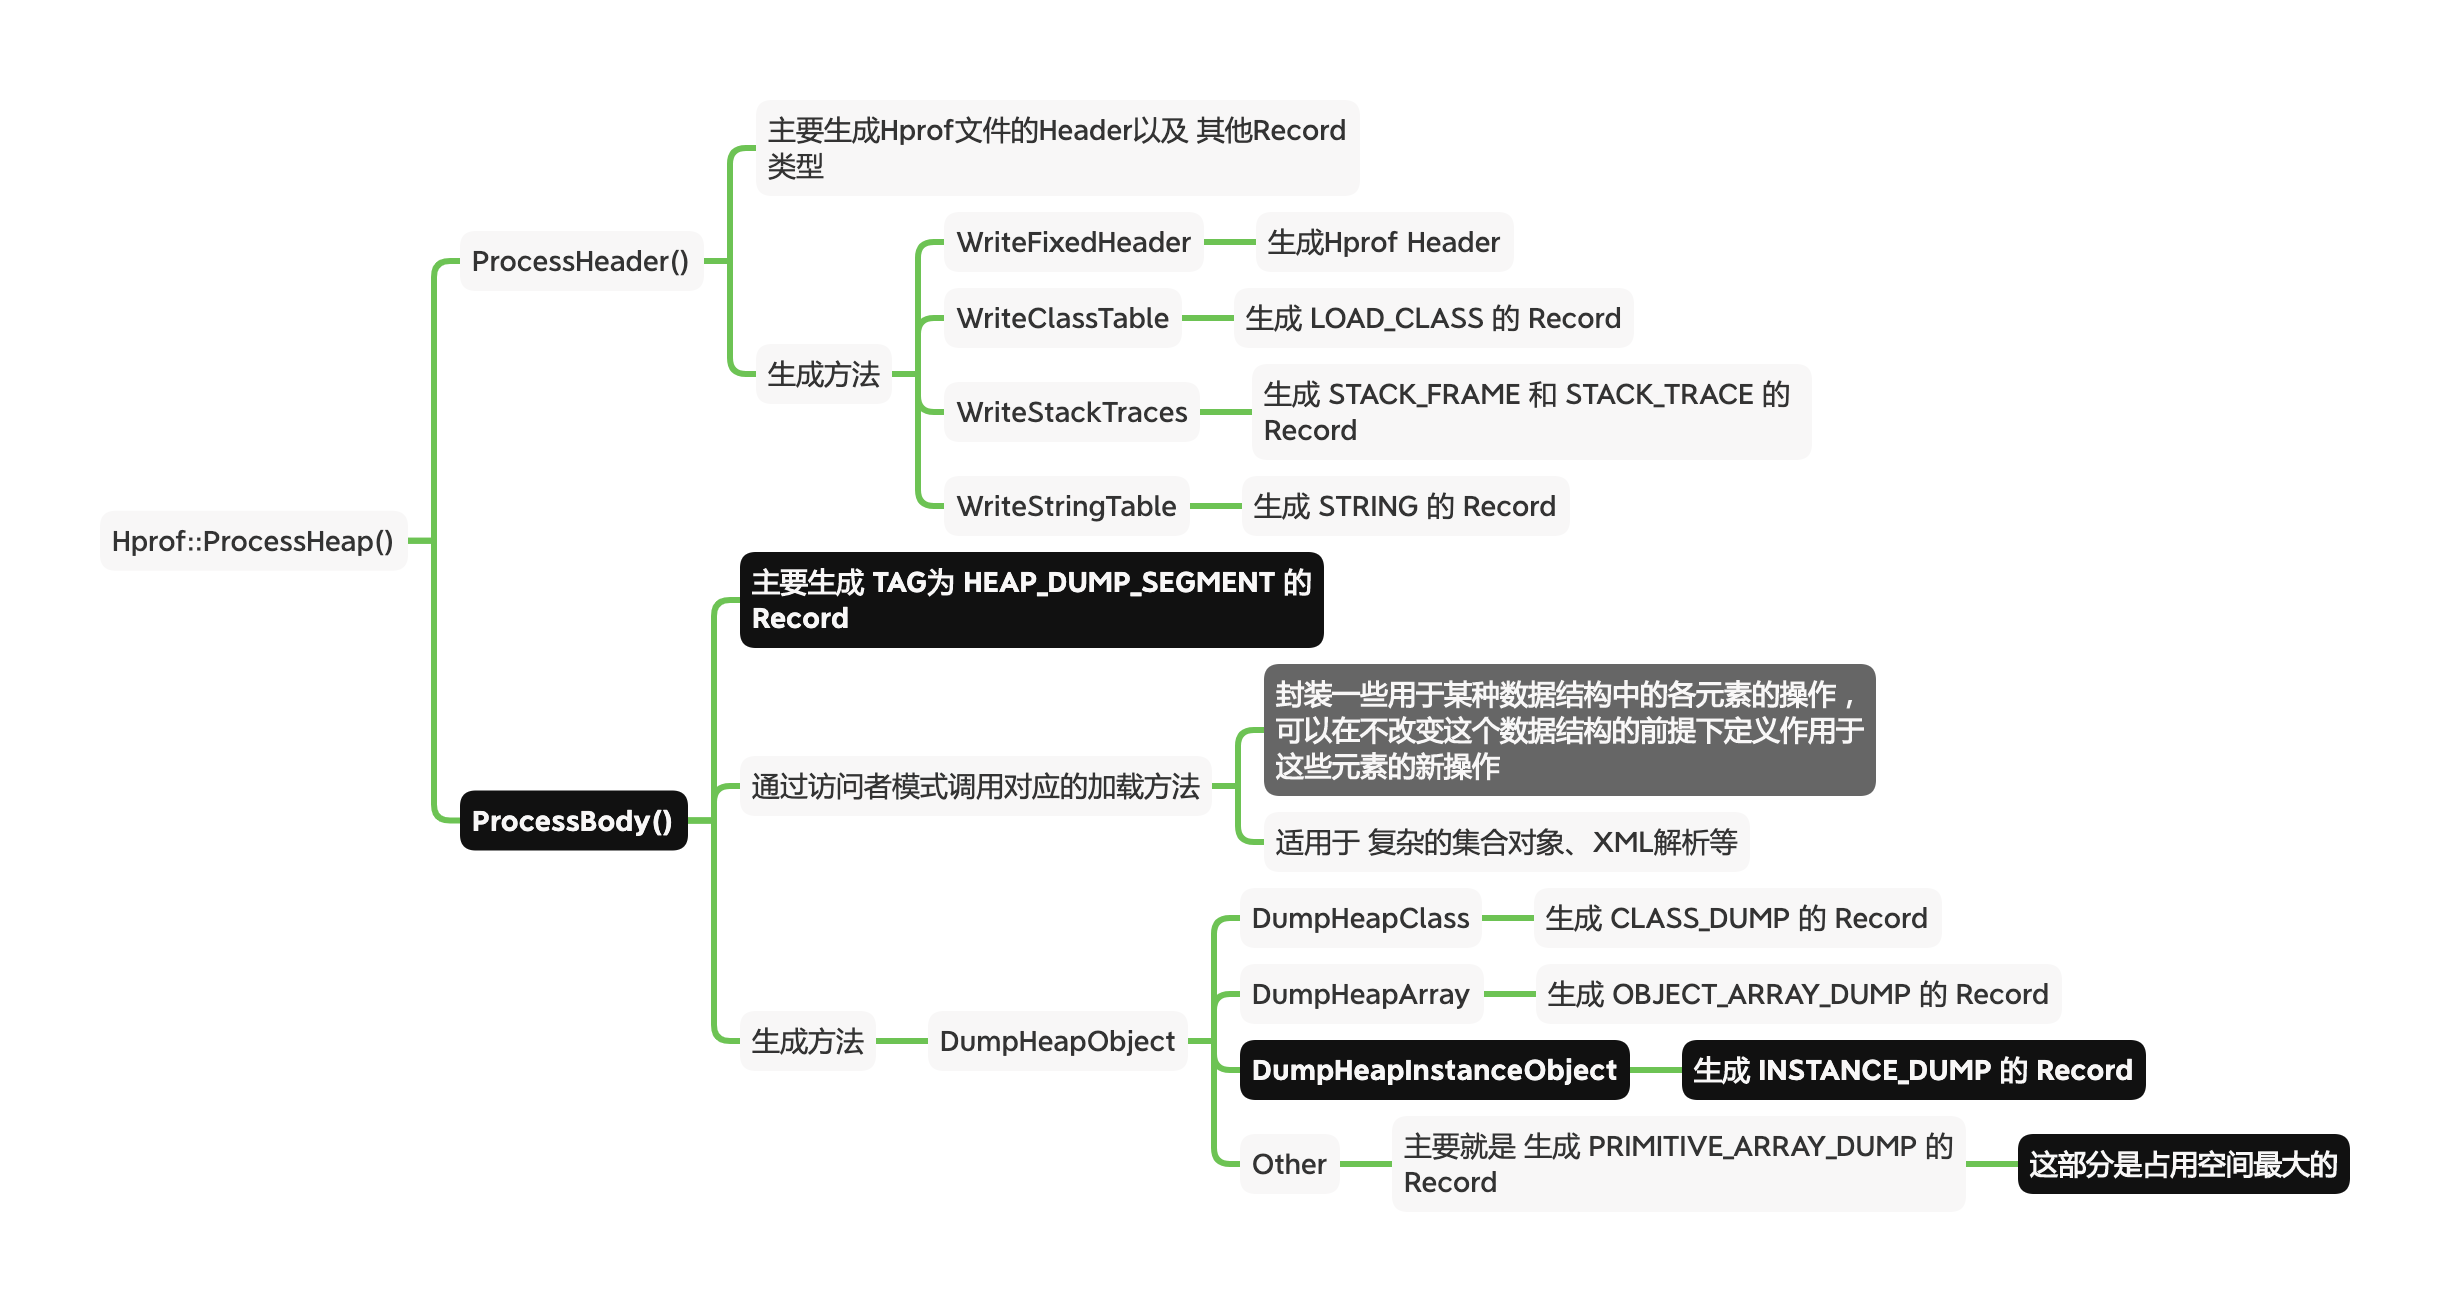 Hprof::ProcessHeap()
ProcessHeader()
主要生成Hprof文件的Header以及 其他Record
类型
生成方法
WriteFixedHeader
生成Hprof Header
WriteClassTable
生成 LOAD_CLASS 的 Record
WriteStackTraces
生成 STACK_FRAME 和 STACK_TRACE 的
Record
WriteStringTable
生成 STRING 的 Record
ProcessBody()
主要生成 TAG为 HEAP_DUMP_SEGMENT 的
Record
通过访问者模式调用对应的加载方法
封装一些用于某种数据结构中的各元素的操作，
可以在不改变这个数据结构的前提下定义作用于
这些元素的新操作
适用于 复杂的集合对象、XML解析等
生成方法
DumpHeapObject
DumpHeapClass
生成 CLASS_DUMP 的 Record
DumpHeapArray
生成 OBJECT_ARRAY_DUMP 的 Record
DumpHeapInstanceObject
生成 INSTANCE_DUMP 的 Record
Other
主要就是 生成 PRIMITIVE_ARRAY_DUMP 的
Record
这部分是占用空间最大的